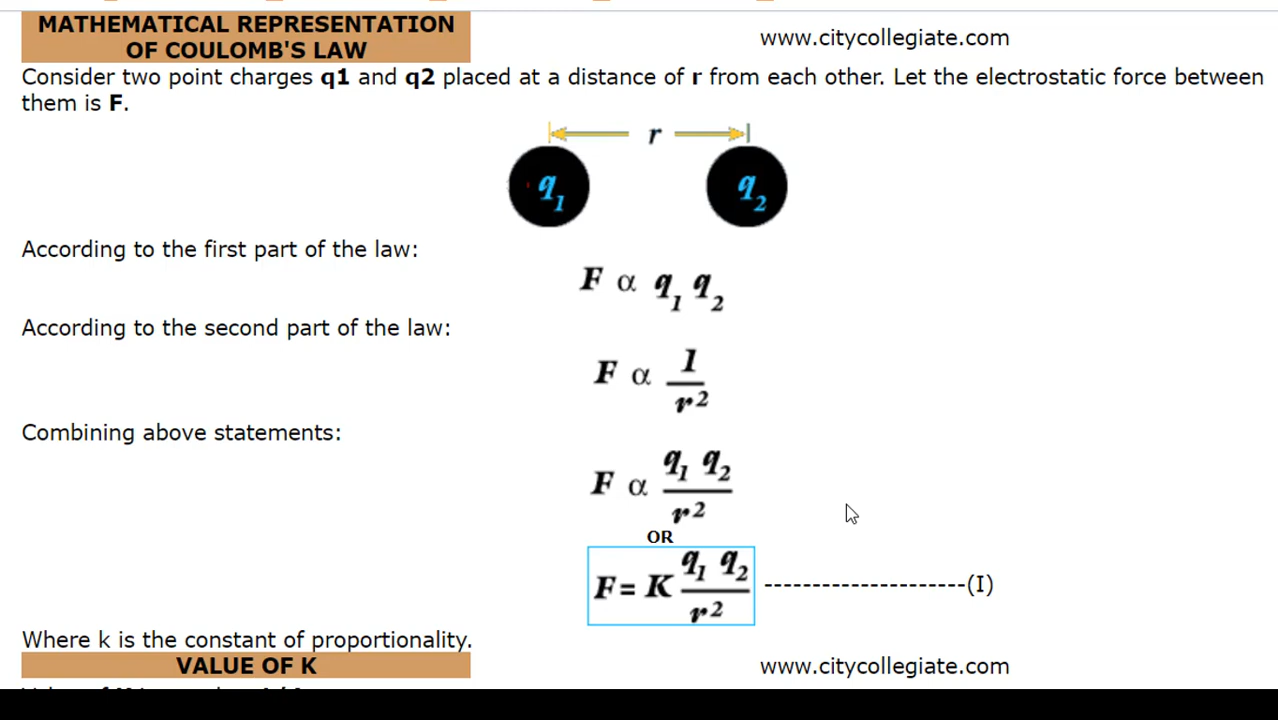 MATHEMATICAL REPRESENTATION
OF COULOMB'S LAW
www.citycollegiate.com
Consider two point charges q1 and q2 placed at a distance of r from each other. Let the electrostatic force between
them is F.
r
q₁ q₂
According to the first part of the law:
F α q₁ q₂
According to the second part of the law:
F α 1/r²
Combining above statements:
F α q₁ q₂/r²
OR
F = K q₁ q₂/r² ---------------------(I)
Where k is the constant of proportionality.
VALUE OF K
www.citycollegiate.com